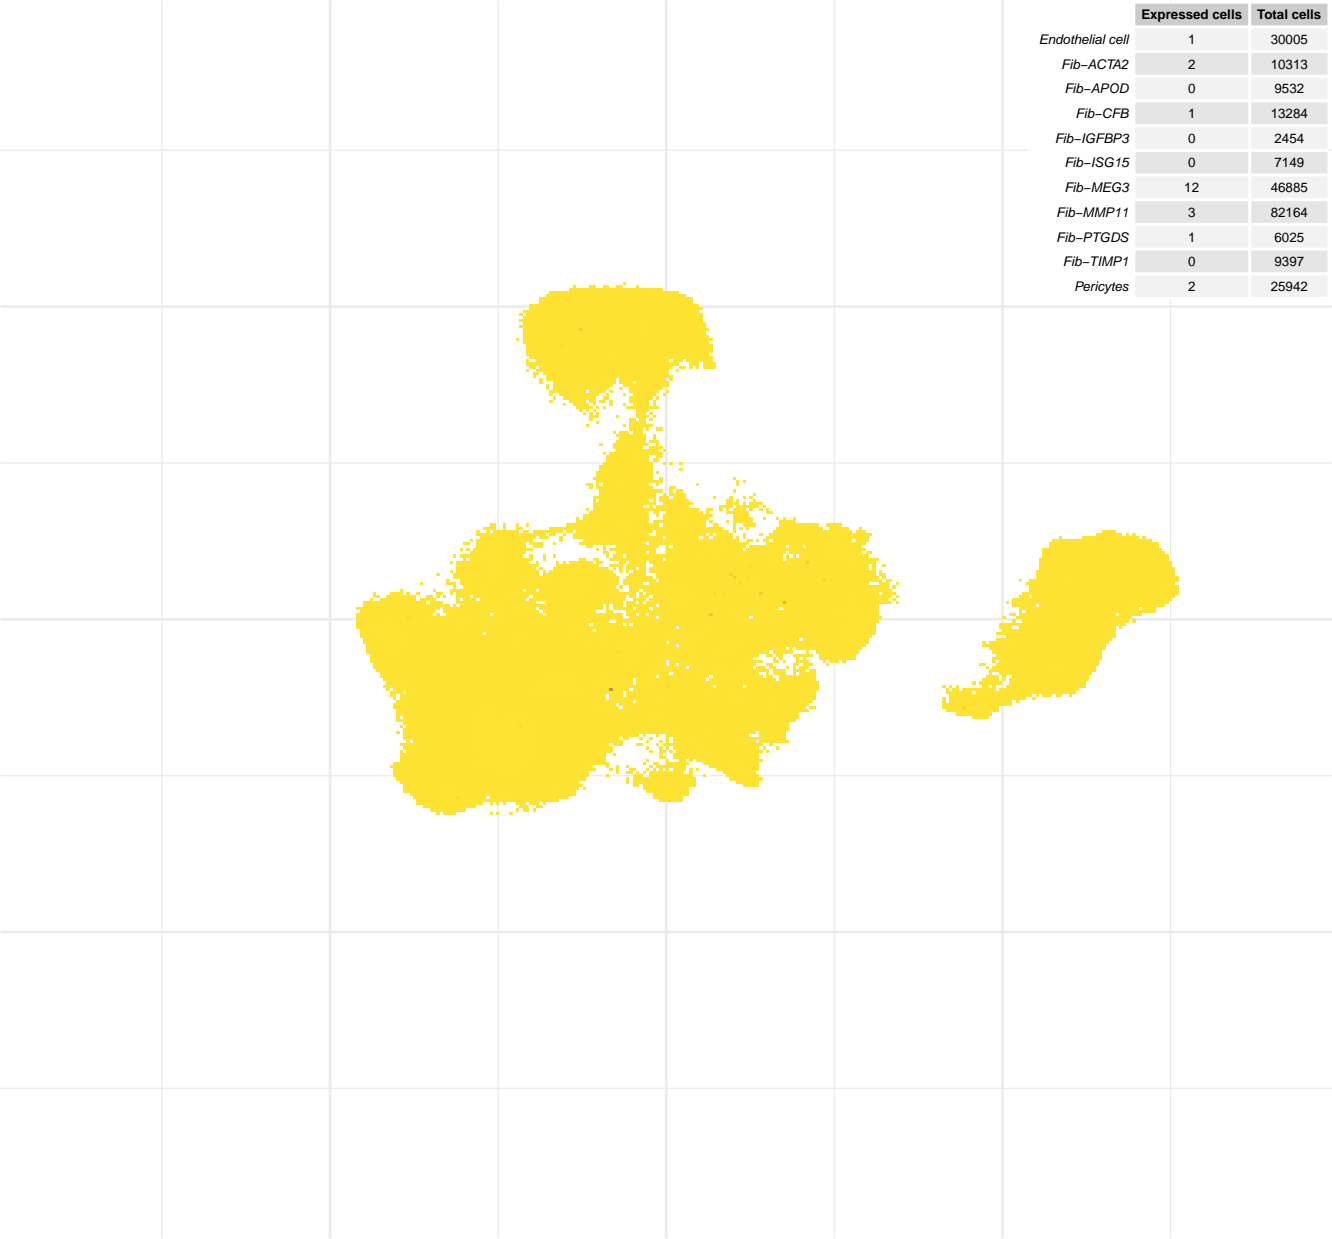 Expressed cells Total cells
Endothelial cell 1 30005
Fib−ACTA2 2 10313
Fib−APOD 0 9532
Fib−CFB 1 13284
Fib−IGFBP3 0 2454
Fib−ISG15 0 7149
Fib−MEG3 12 46885
Fib−MMP11 3 82164
Fib−PTGDS 1 6025
Fib−TIMP1 0 9397
Pericytes 2 25942